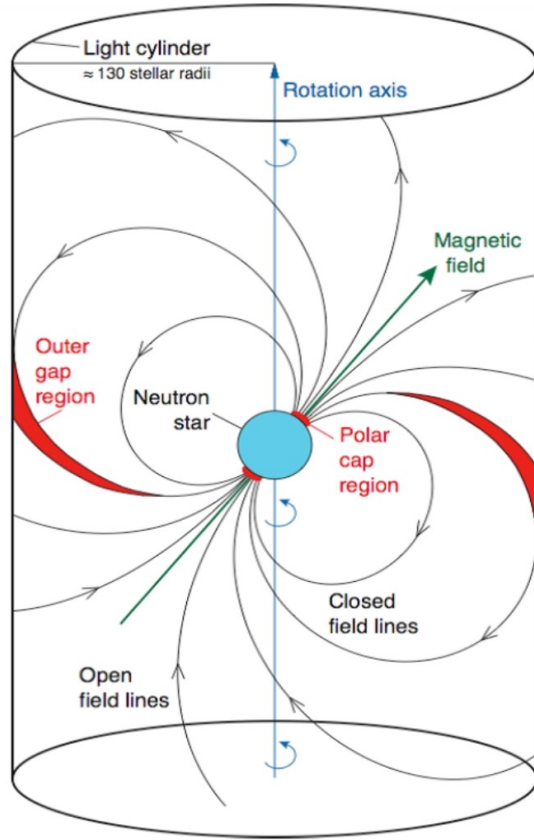 Light cylinder
≈ 130 stellar radii
Rotation axis
Magnetic
field
Outer
gap
region
Neutron
star
Polar
cap
region
Closed
field lines
Open
field lines